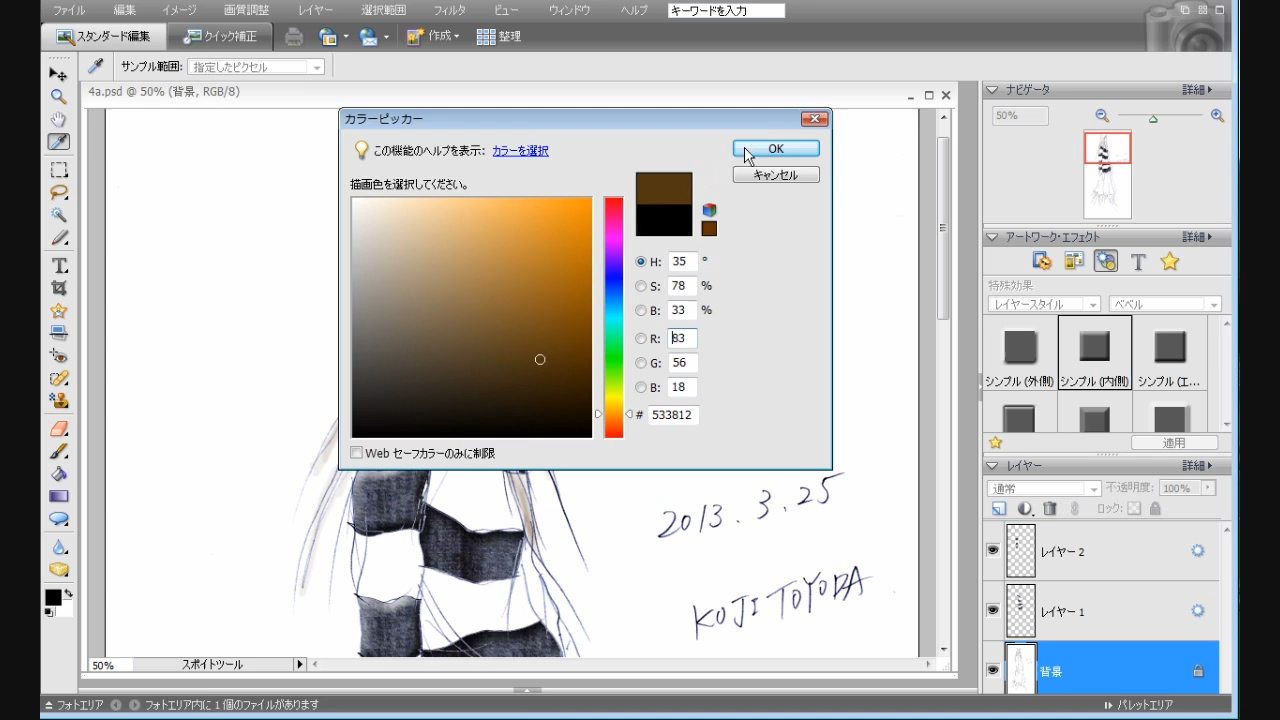 ファイル 編集 イメージ 画質調整 レイヤー 選択範囲 フィルタ ビュー ウィンドウ ヘルプ キーワードを入力
スタンダード編集 クイック補正 作成 整理
サンプル範囲: 指定したピクセル
4a.psd @ 50% (背景, RGB/8)
カラーピッカー
この機能のヘルプを表示: カラーを選択
OK
キャンセル
描画色を選択してください。
H: 35 °
S: 78 %
B: 33 %
R: 83
G: 56
B: 18
# 533812
Web セーフカラーのみに制限
2013.3.25
KOJI TOYODA
50% スポイトツール
ナビゲータ 詳細
50%
アートワーク・エフェクト 詳細
特殊効果
レイヤースタイル ベベル
シンプル (外側) シンプル (内側) シンプル (エ...
適用
レイヤー 詳細
通常 不透明度: 100%
ロック:
レイヤー 2
レイヤー 1
背景
フォトエリア フォトエリア内に 1 個のファイルがあります パレットエリア